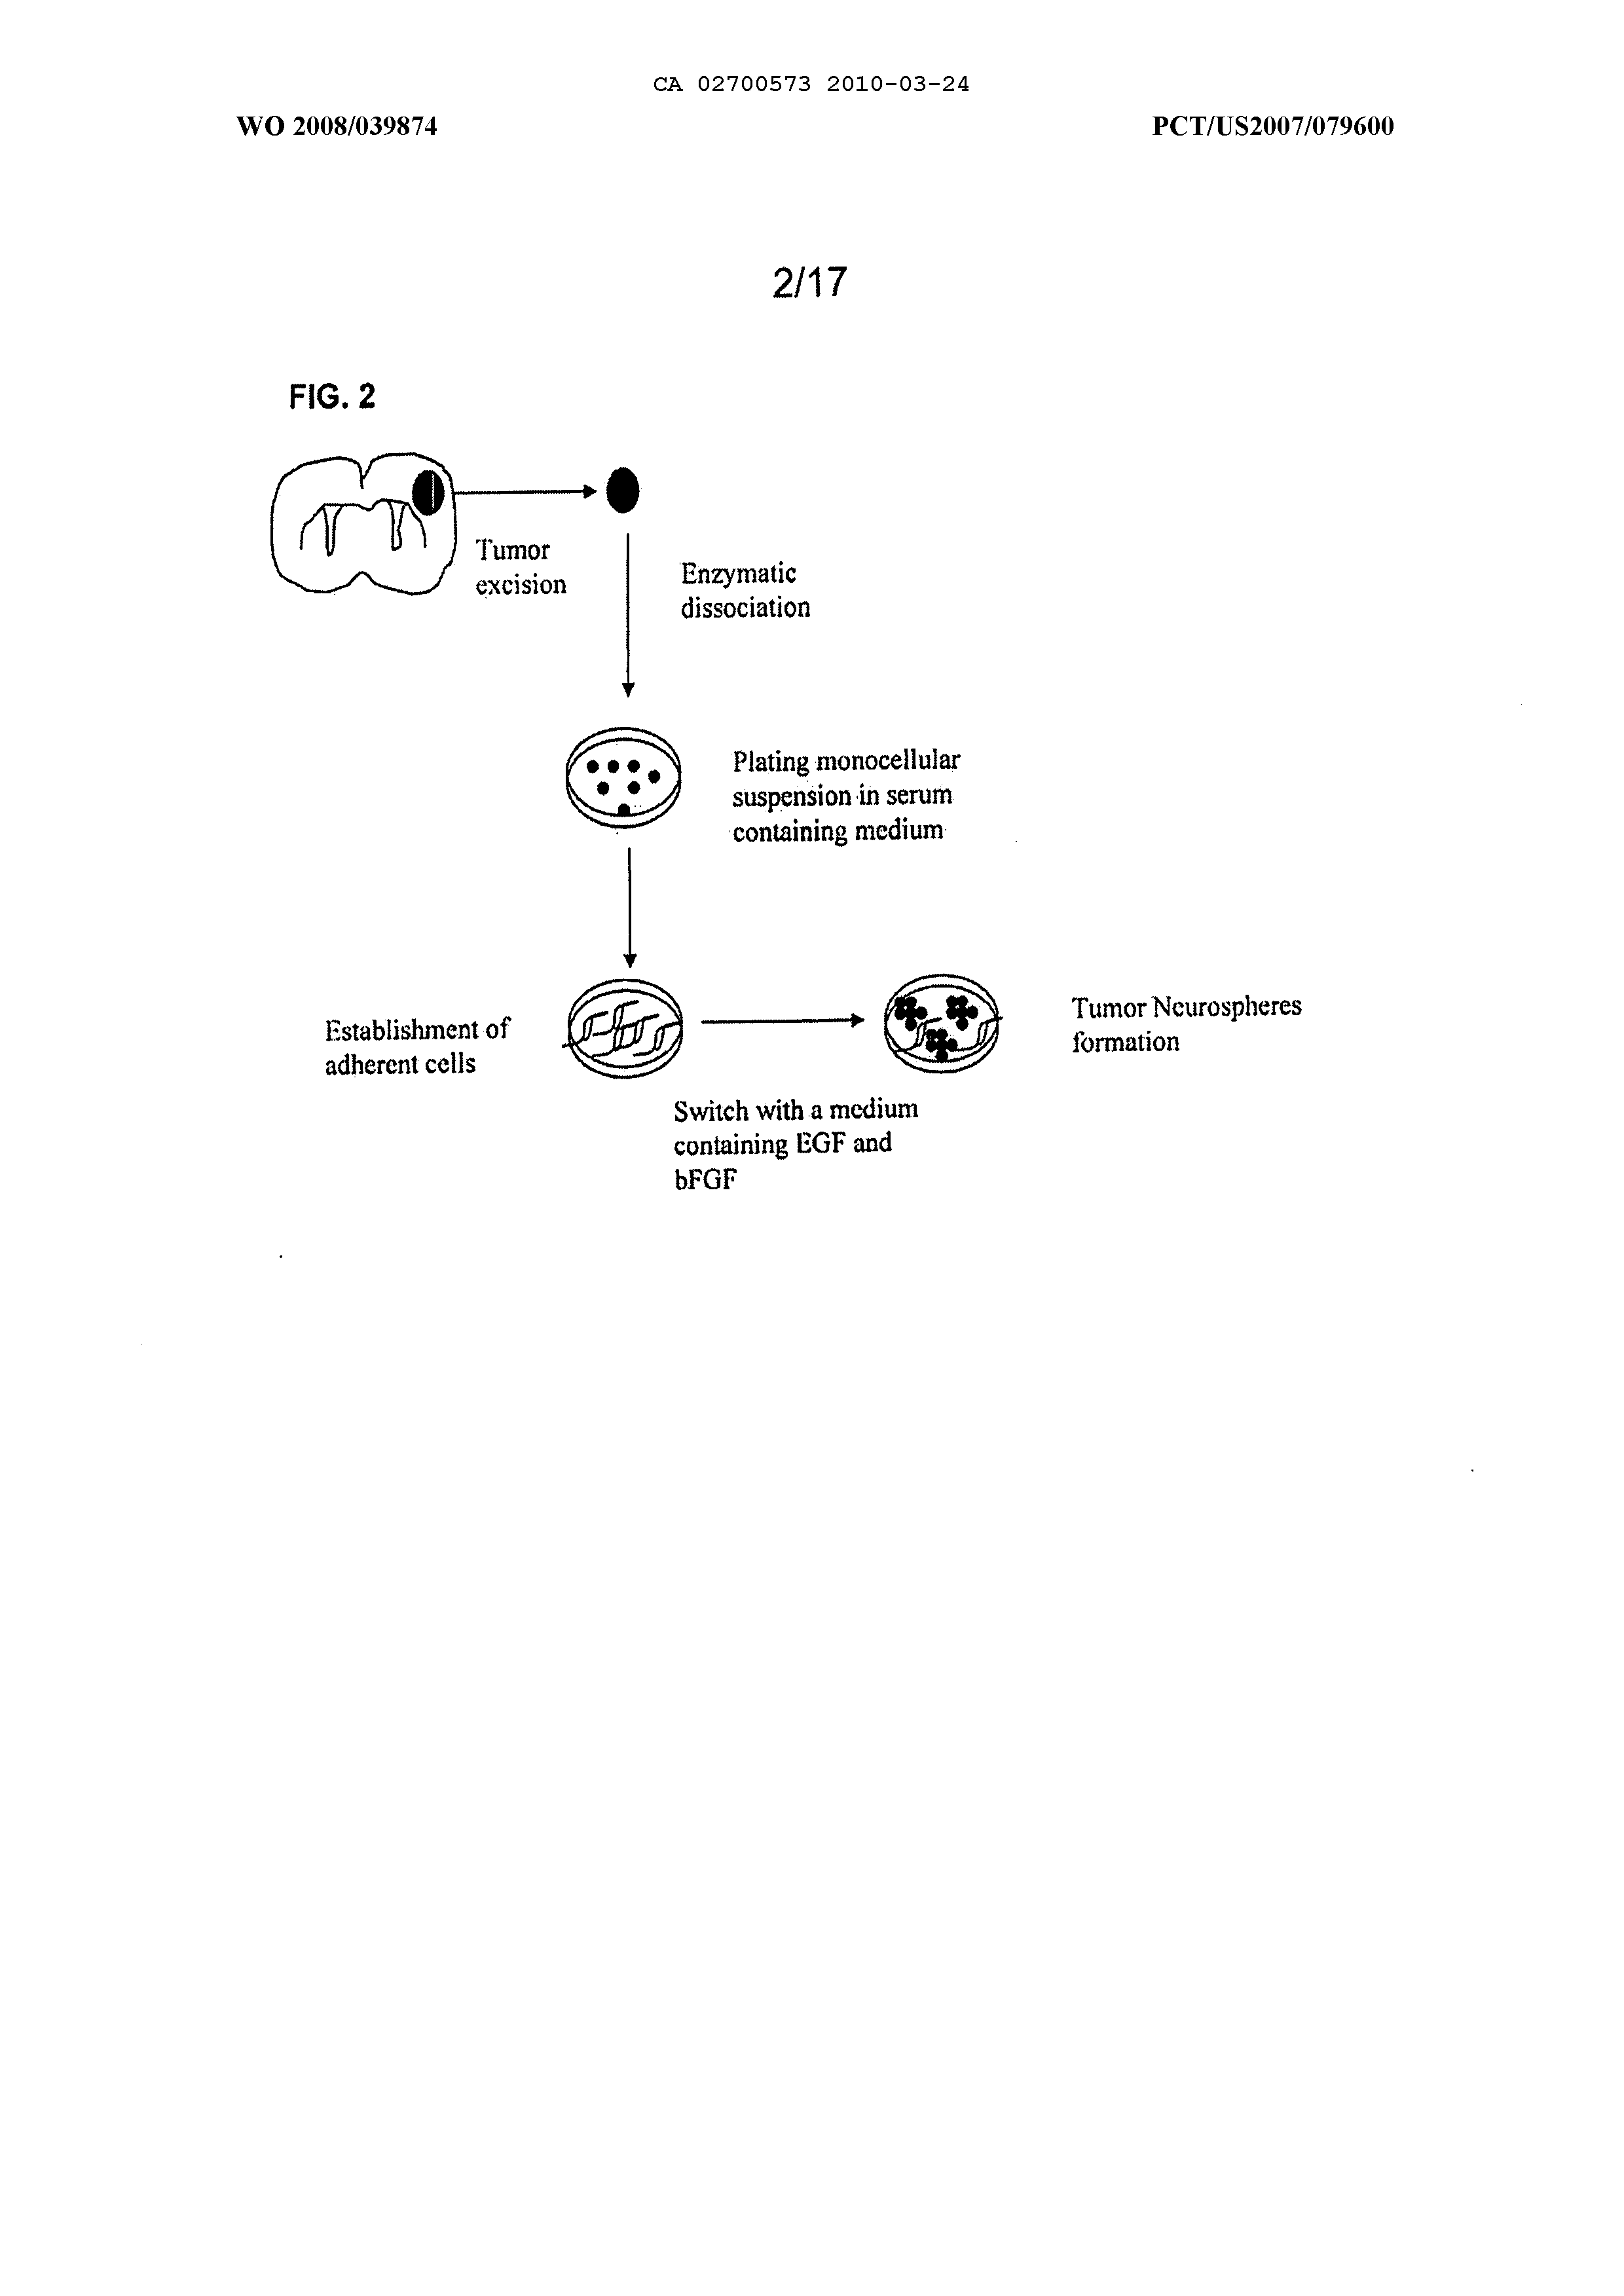 CA 02700573 2010-03-24
WO 2008/039874
PCT/US2007/079600
2/17
FIG. 2
Tumor
excision
Enzymatic
dissociation
Plating monocellular
suspension in serum
containing medium
Establishment of
adherent cells
Switch with a medium
containing EGF and
bFGF
Tumor Neurospheres
formation